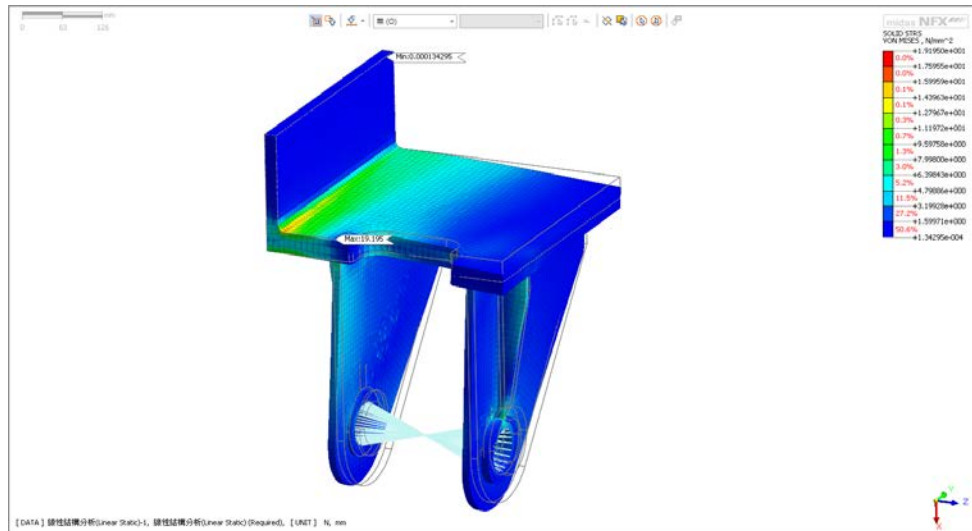 mm
0 63 126
(O)
midas NFX
SOLID STRS
VON MISES , N/mm^2
+1.91950e+001
0.0%
+1.75955e+001
0.0%
+1.59959e+001
0.1%
+1.43963e+001
0.1%
+1.27967e+001
0.3%
+1.11972e+001
0.7%
+9.59758e+000
1.3%
+7.99800e+000
3.0%
+6.39843e+000
5.2%
+4.79886e+000
11.5%
+3.19928e+000
27.2%
+1.59971e+000
50.6%
+1.34295e-004
Min:0.000134295
Max:19.195
Y
Z
X
[ DATA ] 線性結構分析(Linear Static)-1, 線性結構分析(Linear Static)(Required), [ UNIT ] N, mm